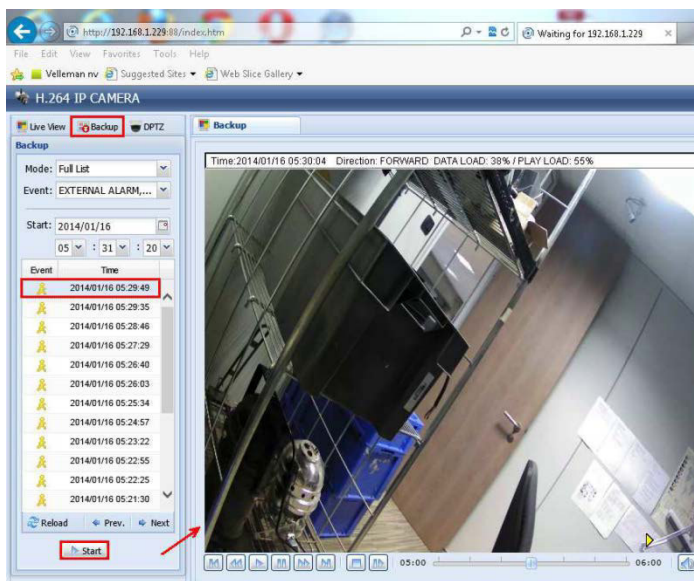 http://192.168.1.229:88/index.htm
Waiting for 192.168.1.229
File Edit View Favorites Tools Help
Velleman nv Suggested Sites Web Slice Gallery
H.264 IP CAMERA
Live View Backup DPTZ
Backup
Backup
Mode: Full List
Event: EXTERNAL ALARM,...
Start: 2014/01/16
05 : 31 : 20
Event Time
2014/01/16 05:29:49
2014/01/16 05:29:35
2014/01/16 05:28:46
2014/01/16 05:27:29
2014/01/16 05:26:40
2014/01/16 05:26:03
2014/01/16 05:25:34
2014/01/16 05:24:57
2014/01/16 05:23:22
2014/01/16 05:22:55
2014/01/16 05:22:25
2014/01/16 05:21:30
Reload Prev. Next
Start
Time:2014/01/16 05:30:04 Direction: FORWARD DATA LOAD: 38% / PLAY LOAD: 55%
05:00 06:00